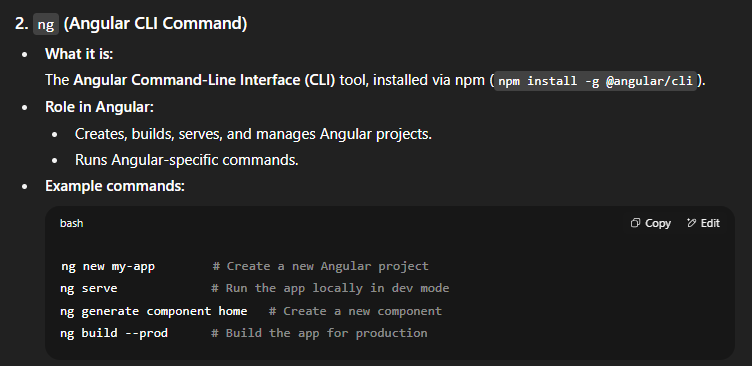 2. ng (Angular CLI Command)
• What it is:
The Angular Command-Line Interface (CLI) tool, installed via npm (npm install -g @angular/cli).
• Role in Angular:
• Creates, builds, serves, and manages Angular projects.
• Runs Angular-specific commands.
• Example commands:
bash Copy Edit
ng new my-app # Create a new Angular project
ng serve # Run the app locally in dev mode
ng generate component home # Create a new component
ng build --prod # Build the app for production